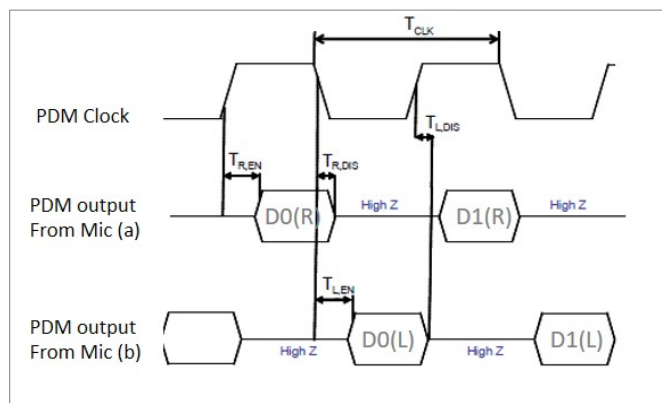 T_CLK
PDM Clock
T_L,DIS
T_R,EN
T_R,DIS
PDM output
From Mic (a)
D0(R)
High Z
D1(R)
High Z
T_L,EN
PDM output
From Mic (b)
High Z
D0(L)
High Z
D1(L)